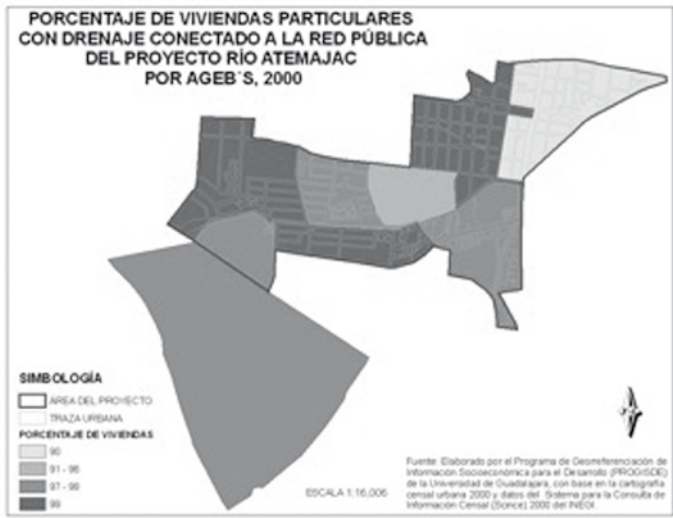 PORCENTAJE DE VIVIENDAS PARTICULARES
CON DRENAJE CONECTADO A LA RED PÚBLICA
DEL PROYECTO RÍO ATEMAJAC
POR AGEB´S, 2000
SIMBOLOGÍA
AREA DEL PROYECTO
TRAZA URBANA
PORCENTAJE DE VIVIENDAS
90
91 - 96
97 - 98
99
ESCALA 1:16,006
Fuente: Elaborado por el Programa de Georreferenciación de
Información Socioeconómica para el Desarrollo (PROGISDE)
de la Universidad de Guadalajara, con base en la cartografía
censal urbana 2000 y datos del Sistema para la Consulta de
Información Censal (Scince) 2000 del INEGI.